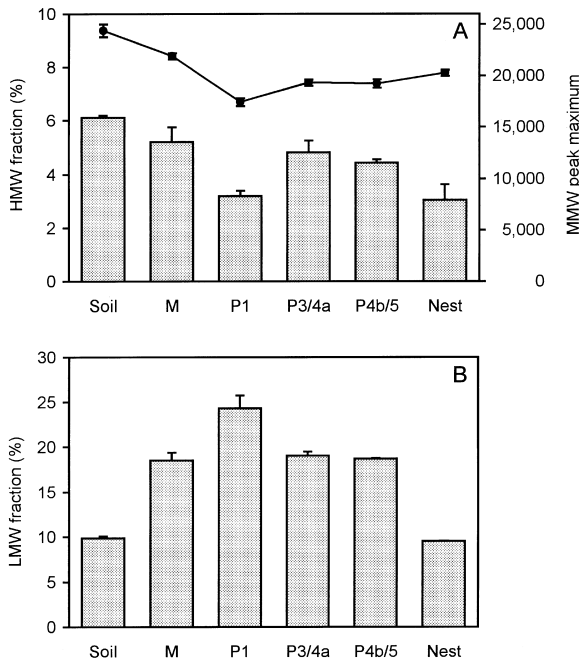 A
HMW fraction (%)
10
8
6
4
2
0
25,000
20,000
15,000
10,000
5,000
0
MMW peak maximum
Soil M P1 P3/4a P4b/5 Nest
B
LMW fraction (%)
30
25
20
15
10
5
0
Soil M P1 P3/4a P4b/5 Nest